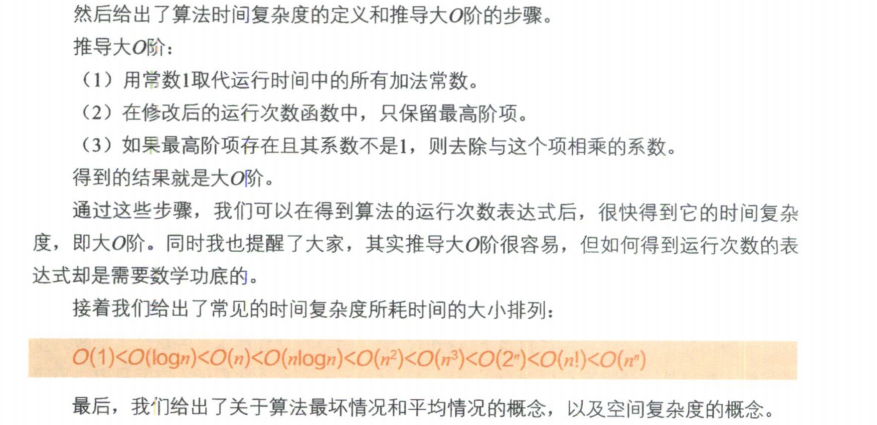 然后给出了算法时间复杂度的定义和推导大O阶的步骤。
推导大O阶：
（1）用常数1取代运行时间中的所有加法常数。
（2）在修改后的运行次数函数中，只保留最高阶项。
（3）如果最高阶项存在且其系数不是1，则去除与这个项相乘的系数。
得到的结果就是大O阶。
通过这些步骤，我们可以在得到算法的运行次数表达式后，很快得到它的时间复杂
度，即大O阶。同时我也提醒了大家，其实推导大O阶很容易，但如何得到运行次数的表
达式却是需要数学功底的。
接着我们给出了常见的时间复杂度所耗时间的大小排列：
O(1)<O(logn)<O(n)<O(nlogn)<O(n²)<O(n³)<O(2ⁿ)<O(n!)<O(nⁿ)
最后，我们给出了关于算法最坏情况和平均情况的概念，以及空间复杂度的概念。